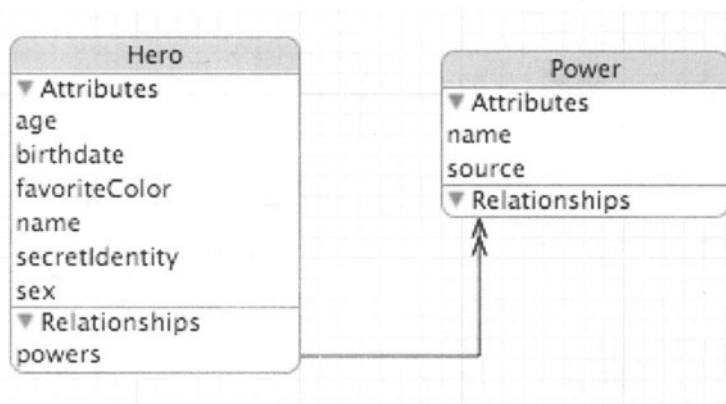 Hero
Attributes
age
birthdate
favoriteColor
name
secretIdentity
sex
Relationships
powers
Power
Attributes
name
source
Relationships